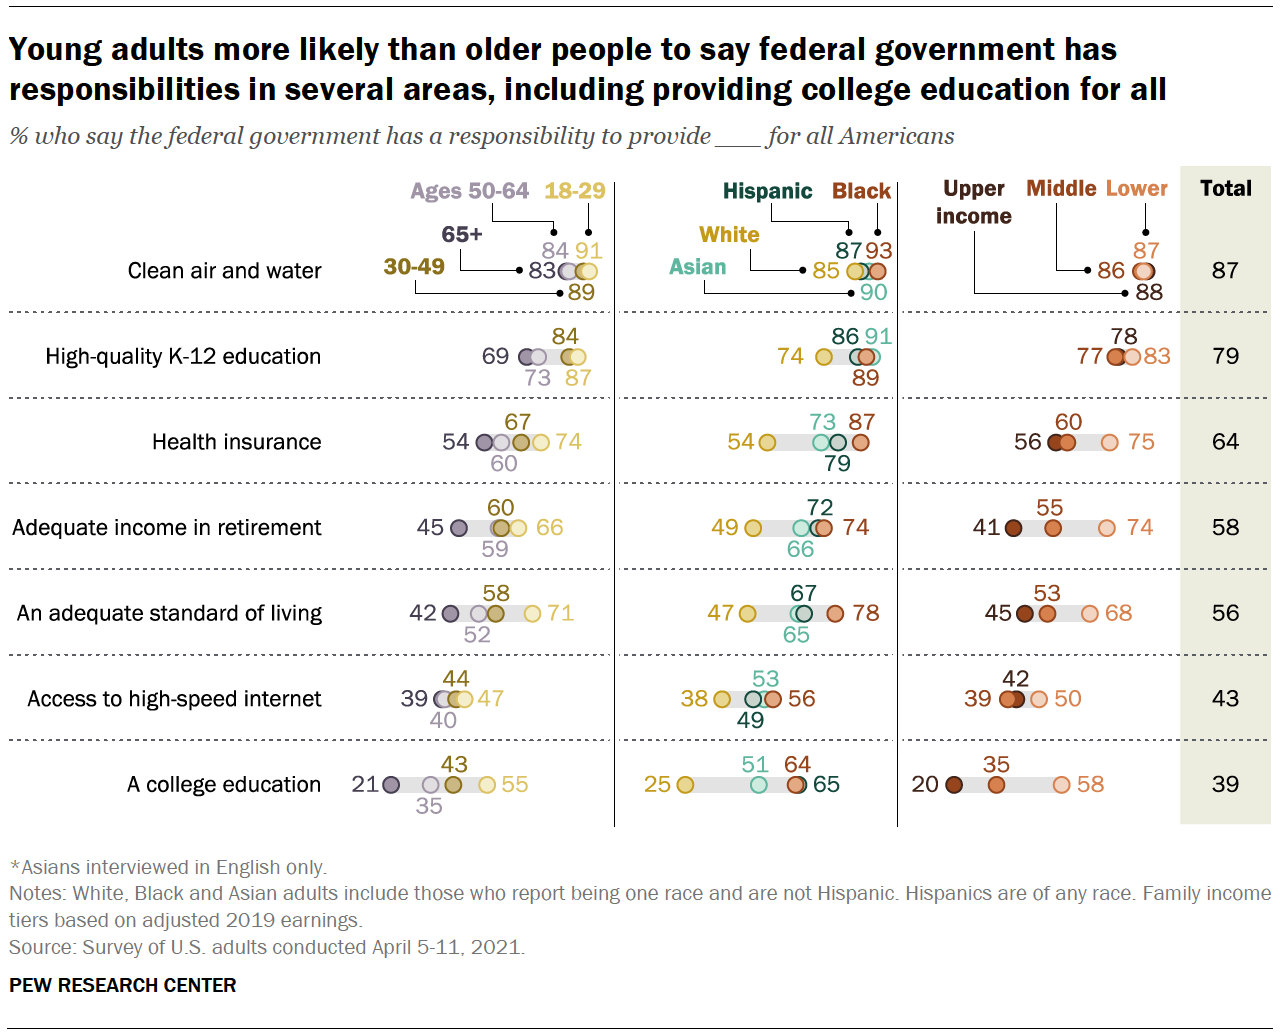 Young adults more likely than older people to say federal government has
responsibilities in several areas, including providing college education for all
% who say the federal government has a responsibility to provide ___ for all Americans
Ages 50-64 18-29 Hispanic Black Upper income Middle Lower Total
65+ White
30-49 Asian
Clean air and water 83 84 89 91 85 87 90 93 86 87 88 87
High-quality K-12 education 69 73 84 87 74 86 89 91 77 78 83 79
Health insurance 54 60 67 74 54 73 79 87 56 60 75 64
Adequate income in retirement 45 59 60 66 49 66 72 74 41 55 74 58
An adequate standard of living 42 52 58 71 47 65 67 78 45 53 68 56
Access to high-speed internet 39 40 44 47 38 49 53 56 39 42 50 43
A college education 21 35 43 55 25 51 64 65 20 35 58 39
*Asians interviewed in English only.
Notes: White, Black and Asian adults include those who report being one race and are not Hispanic. Hispanics are of any race. Family income
tiers based on adjusted 2019 earnings.
Source: Survey of U.S. adults conducted April 5-11, 2021.
PEW RESEARCH CENTER